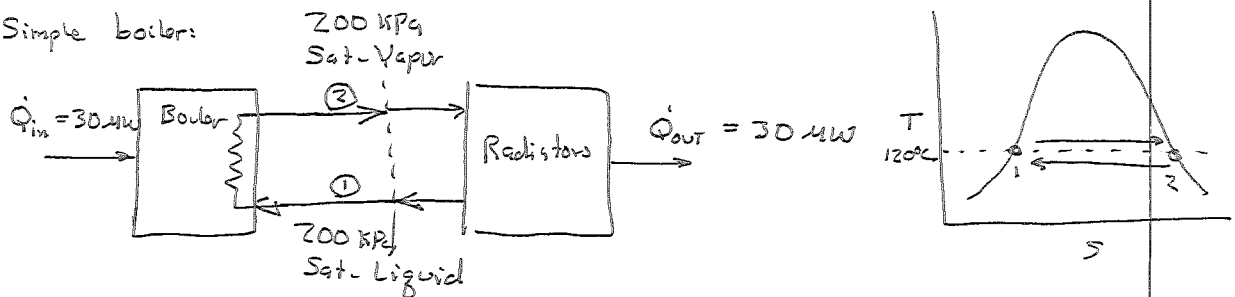 Simple boiler:
200 KPa
Sat-Vapor
Q̇in = 30 MW
Boiler
2
Radiators
Q̇OUT = 30 MW
1
200 KPa
Sat-Liquid
T
120°C
1
2
S